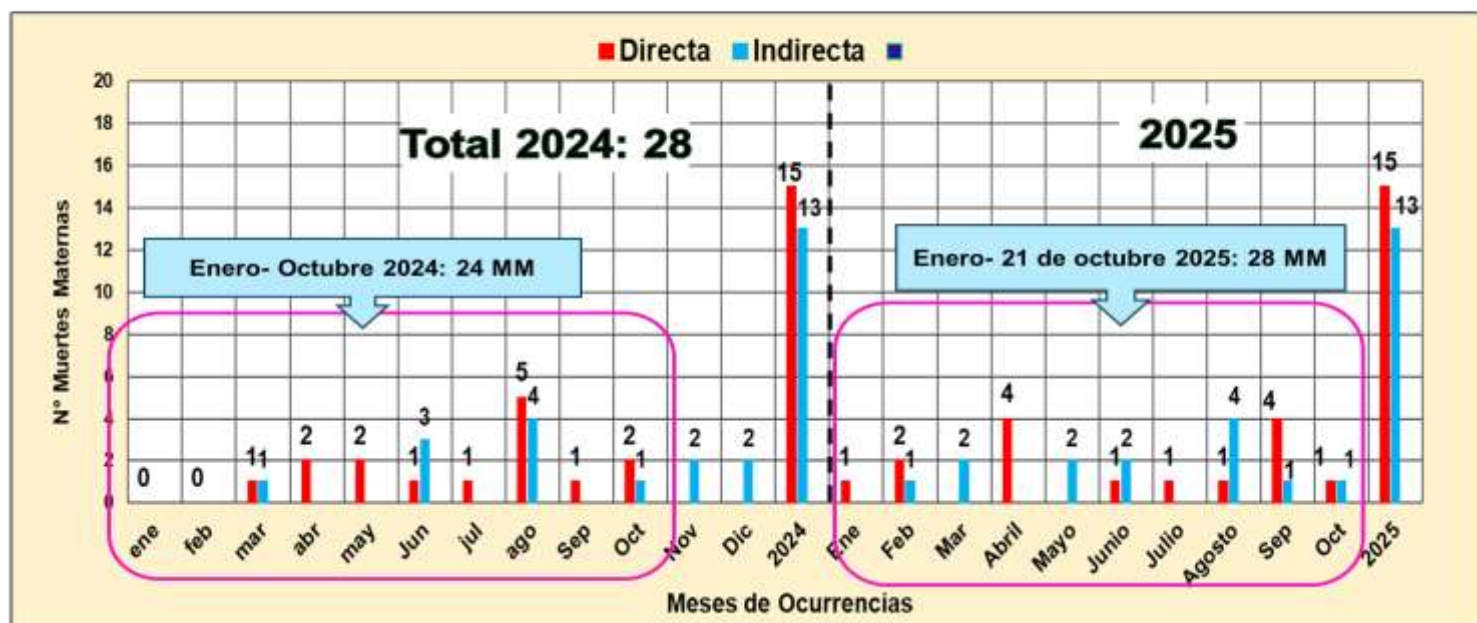 Directa Indirecta
Total 2024: 28
2025
Enero- Octubre 2024: 24 MM
Enero- 21 de octubre 2025: 28 MM
N° Muertes Maternas
20
18
16
14
12
10
8
6
4
2
0
0 0 1 1 2 2 1 3 1 5 4 1 2 1 2 2 15 13 1 2 1 2 4 2 1 2 1 1 4 4 1 1 1 15 13
ene feb mar abr may Jun jul ago Sep Oct Nov Dic 2024 Ene Feb Mar Abril Mayo Junio Julio Agosto Sep Oct 2025
Meses de Ocurrencias